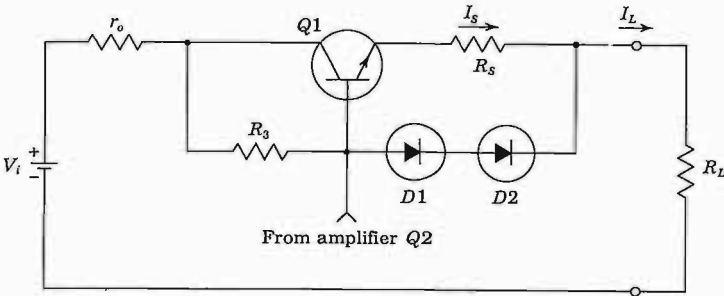 r_o
Q1
I_S
I_L
R_S
R_3
V_i
+
−
D1
D2
R_L
From amplifier Q2